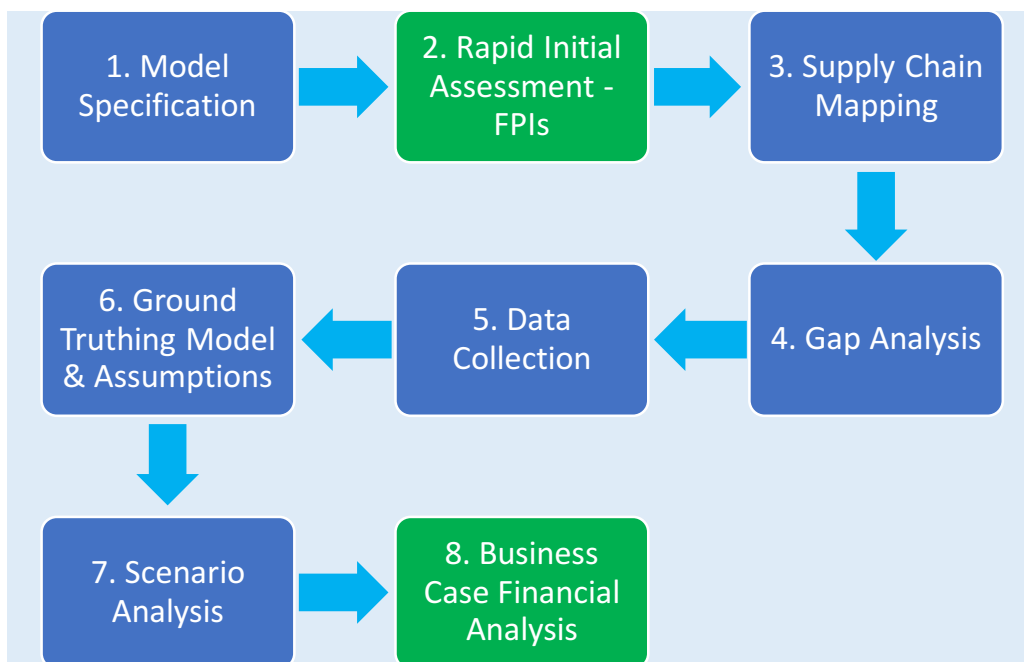 1. Model
Specification
2. Rapid Initial
Assessment -
FPIs
3. Supply Chain
Mapping
4. Gap Analysis
5. Data
Collection
6. Ground
Truthing Model
& Assumptions
7. Scenario
Analysis
8. Business
Case Financial
Analysis